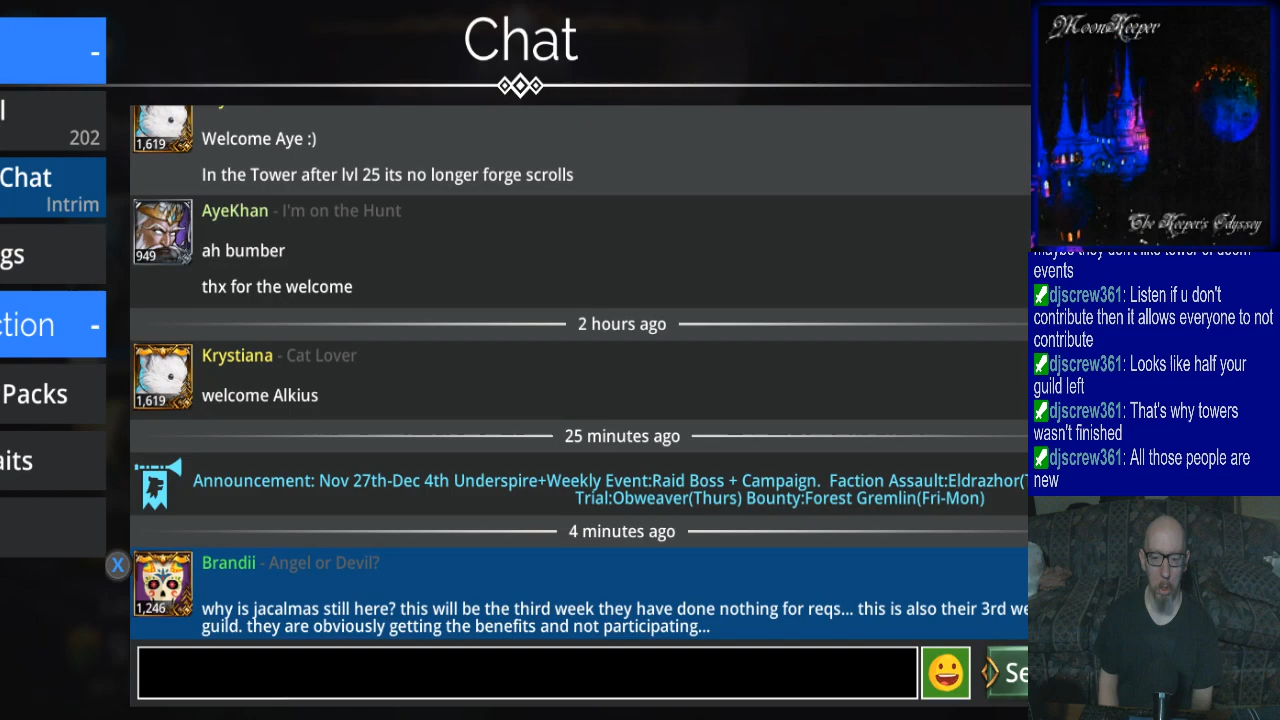 Chat
-
l
202
Chat
Intrim
gs
ction -
Packs
aits
1,619
Welcome Aye :)
In the Tower after lvl 25 its no longer forge scrolls
AyeKhan - I'm on the Hunt
949
ah bumber
thx for the welcome
2 hours ago
Krystiana - Cat Lover
1,619
welcome Alkius
25 minutes ago
Announcement: Nov 27th-Dec 4th Underspire+Weekly Event:Raid Boss + Campaign. Faction Assault:Eldrazhor(
Trial:Obweaver(Thurs) Bounty:Forest Gremlin(Fri-Mon)
4 minutes ago
X
Brandii - Angel or Devil?
1,246
why is jacalmas still here? this will be the third week they have done nothing for reqs... this is also their 3rd we
guild. they are obviously getting the benefits and not participating...
Se
MoonKeeper
The Keeper's Odyssey
maybe they don't like tower of doom
events
djscrew361: Listen if u don't
contribute then it allows everyone to not
contribute
djscrew361: Looks like half your
guild left
djscrew361: That's why towers
wasn't finished
djscrew361: All those people are
new